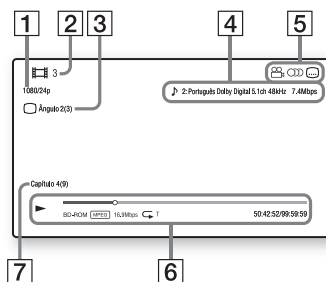 1 2 3 4 5
3
1080/24p
2: Português Dolby Digital 5.1ch 48kHz 7.4Mbps
Ângulo 2(3)
Capítulo 4(9)
BD-ROM MPEG 16.9Mbps T 50:42:52/99:59:59
7 6